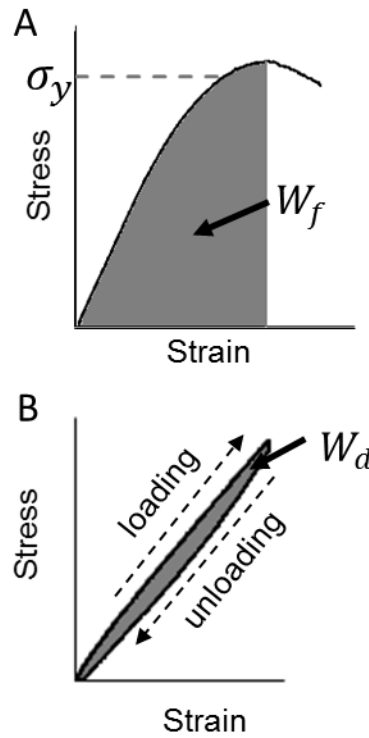 A
σy
Stress
Wf
Strain
B
Wd
Stress
loading
unloading
Strain